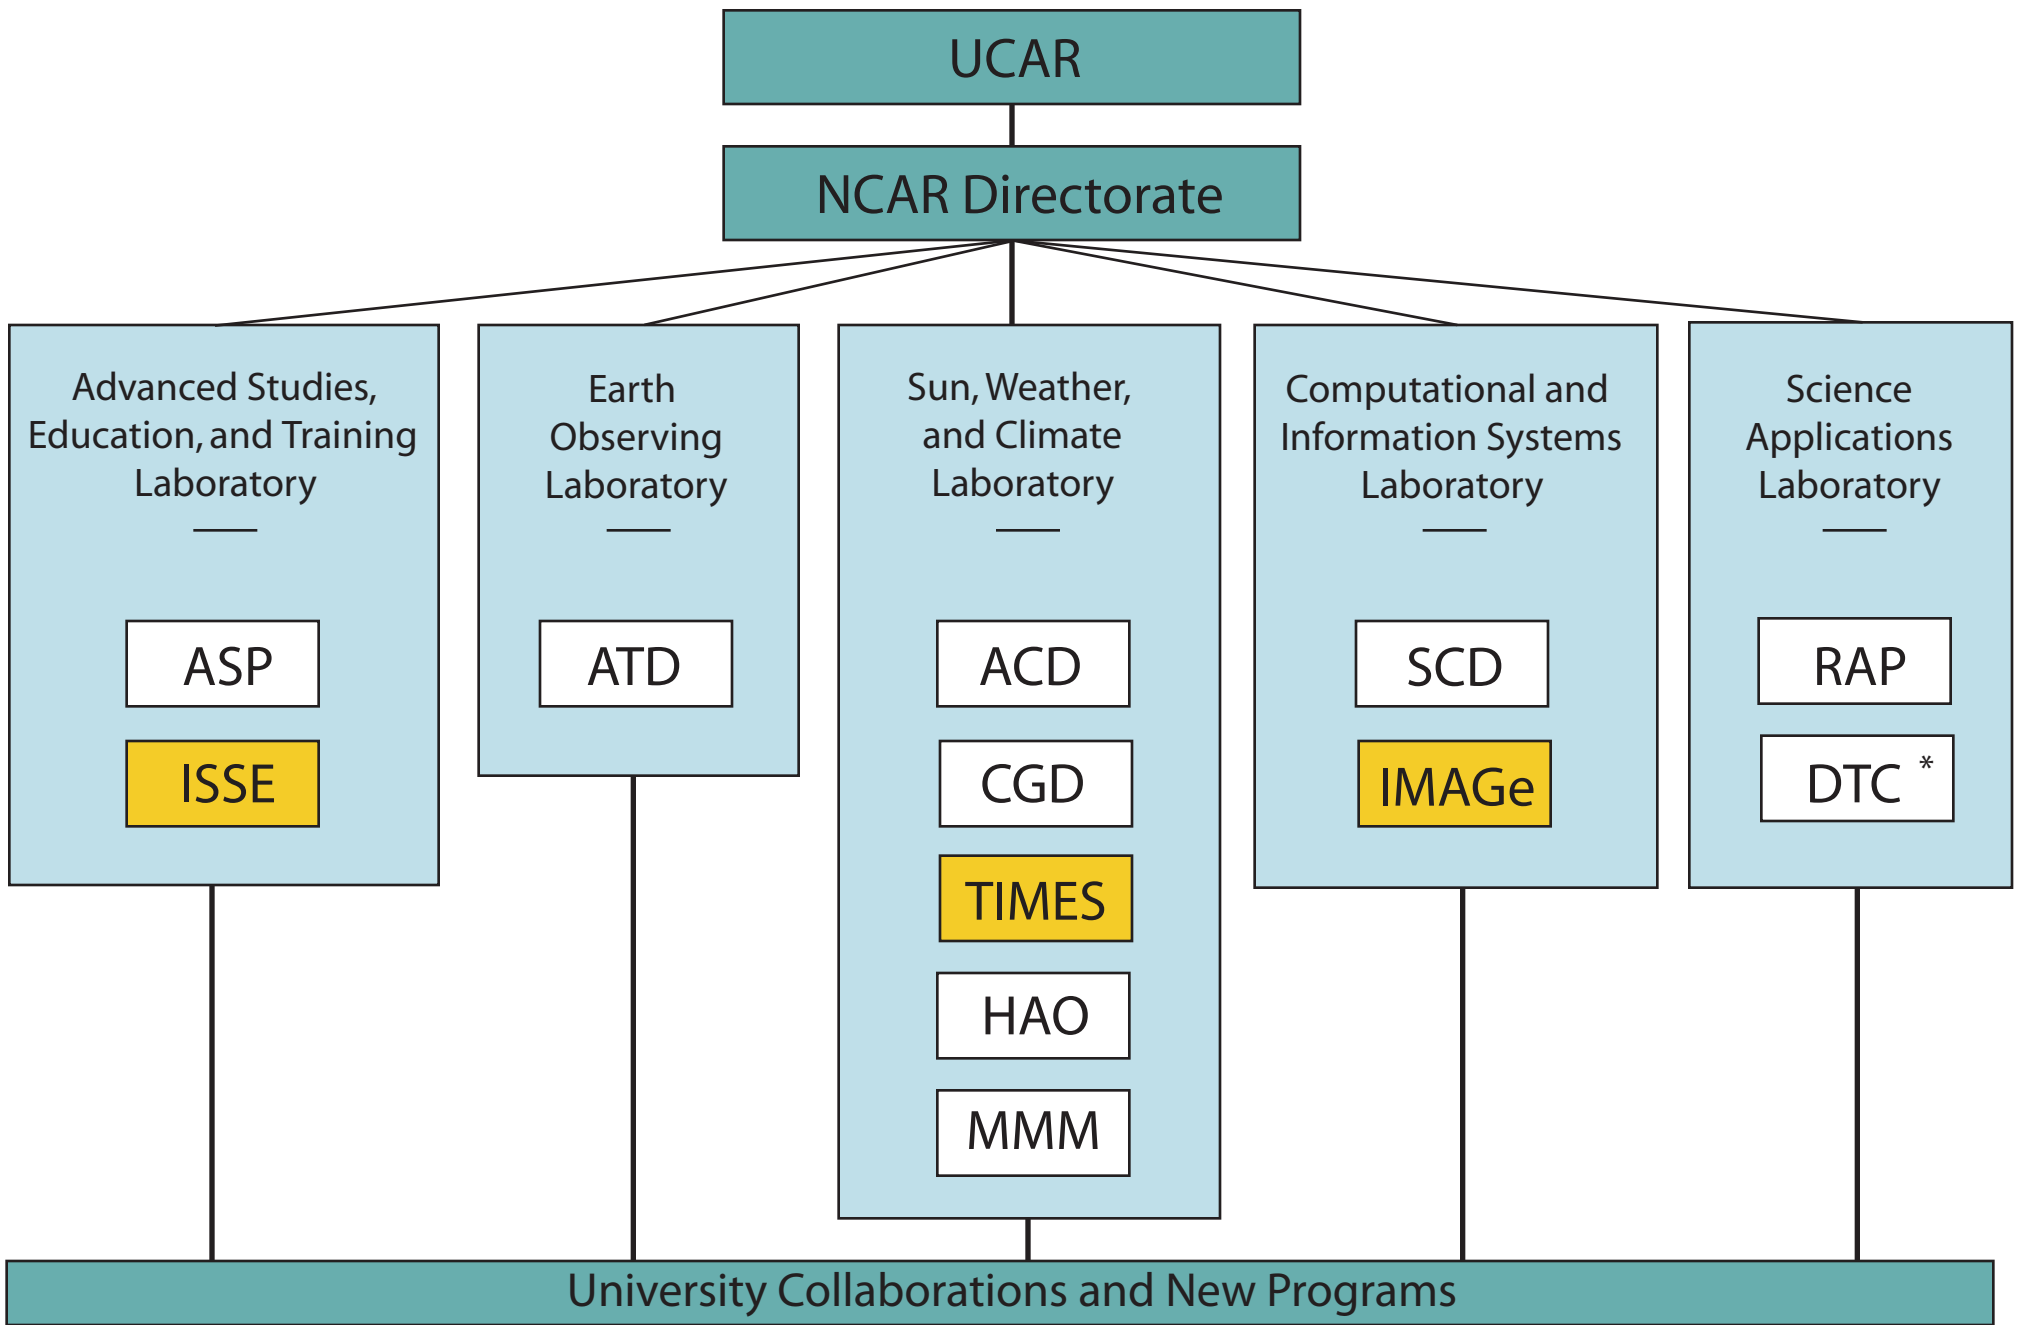 UCAR
NCAR Directorate
Advanced Studies,
Education, and Training
Laboratory
ASP
ISSE
Earth
Observing
Laboratory
ATD
Sun, Weather,
and Climate
Laboratory
ACD
CGD
TIMES
HAO
MMM
Computational and
Information Systems
Laboratory
SCD
IMAGe
Science
Applications
Laboratory
RAP
DTC *
University Collaborations and New Programs